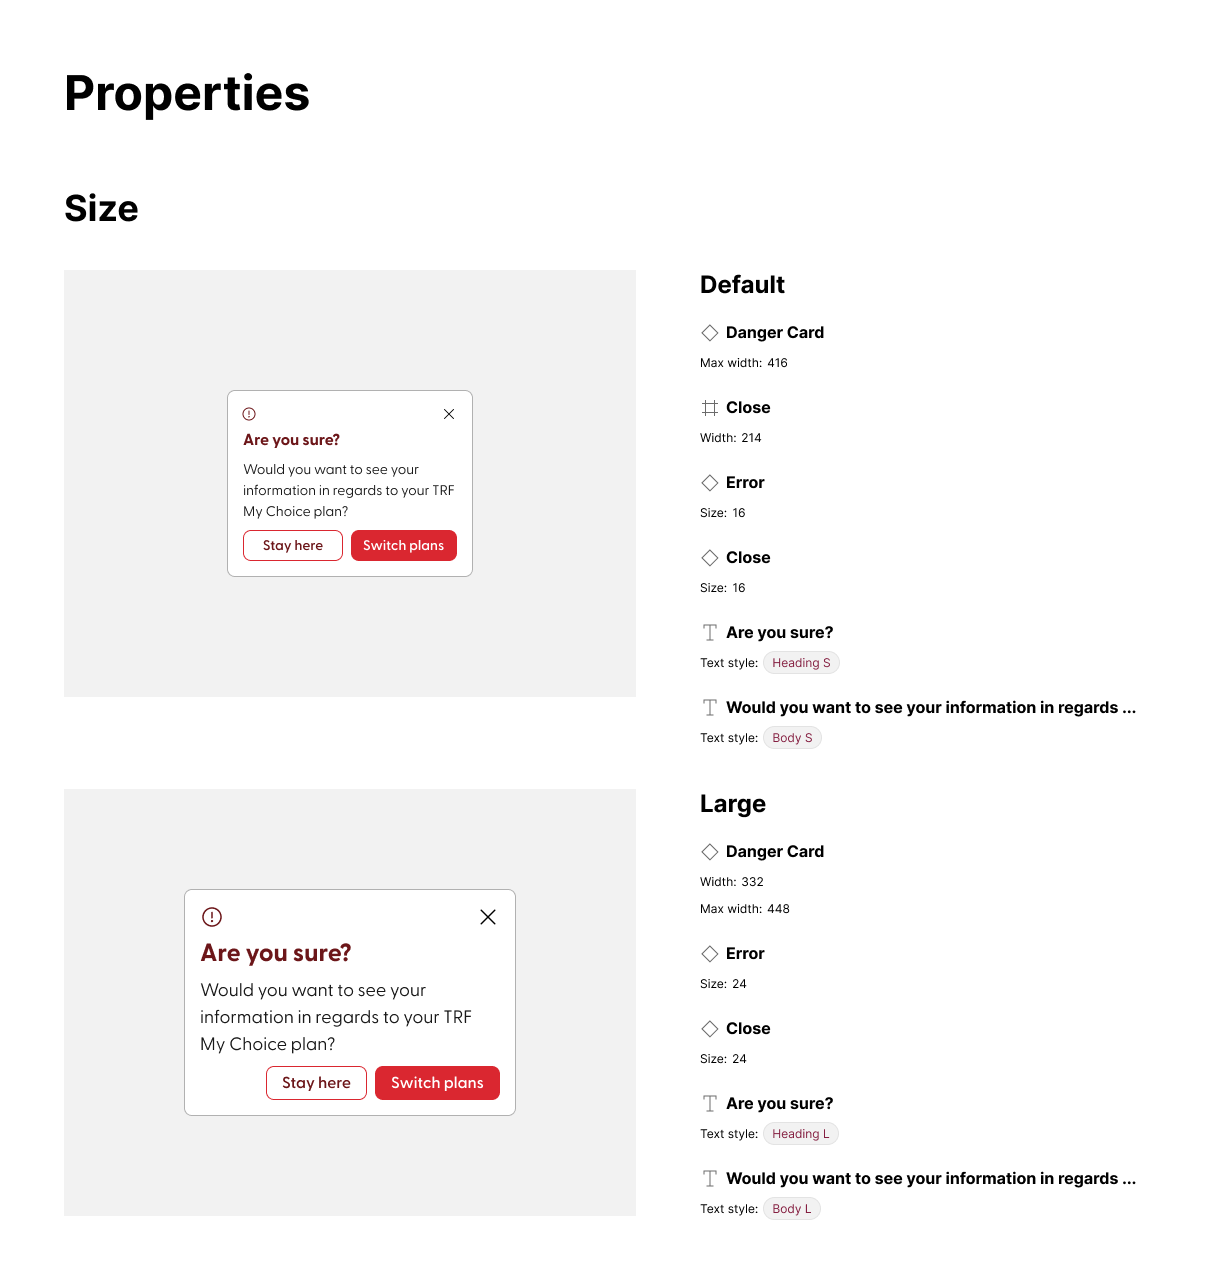 Properties
Size
Are you sure?
Would you want to see your
information in regards to your TRF
My Choice plan?
Stay here
Switch plans
Default
Danger Card
Max width: 416
Close
Width: 214
Error
Size: 16
Close
Size: 16
Are you sure?
Text style: Heading S
Would you want to see your information in regards ...
Text style: Body S
Are you sure?
Would you want to see your
information in regards to your TRF
My Choice plan?
Stay here
Switch plans
Large
Danger Card
Width: 332
Max width: 448
Error
Size: 24
Close
Size: 24
Are you sure?
Text style: Heading L
Would you want to see your information in regards ...
Text style: Body L